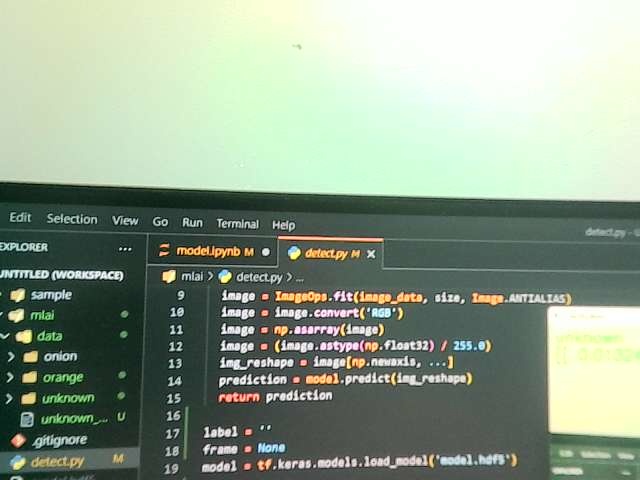 Edit Selection View Go Run Terminal Help
detect.py -
EXPLORER ...
model.ipynb M
detect.py M
UNTITLED (WORKSPACE)
mlai > detect.py > ...
sample
mlai
data
onion
orange
unknown
unknown_... U
.gitignore
detect.py M
9 image = ImageOps.fit(image_data, size, Image.ANTIALIAS)
10 image = image.convert('RGB')
11 image = np.asarray(image)
12 image = (image.astype(np.float32) / 255.0)
13 img_reshape = image[np.newaxis, ...]
14 prediction = model.predict(img_reshape)
15 return prediction
16
17 label = ''
18 frame = None
19 model = tf.keras.models.load_model('model.hdf5')
unknown